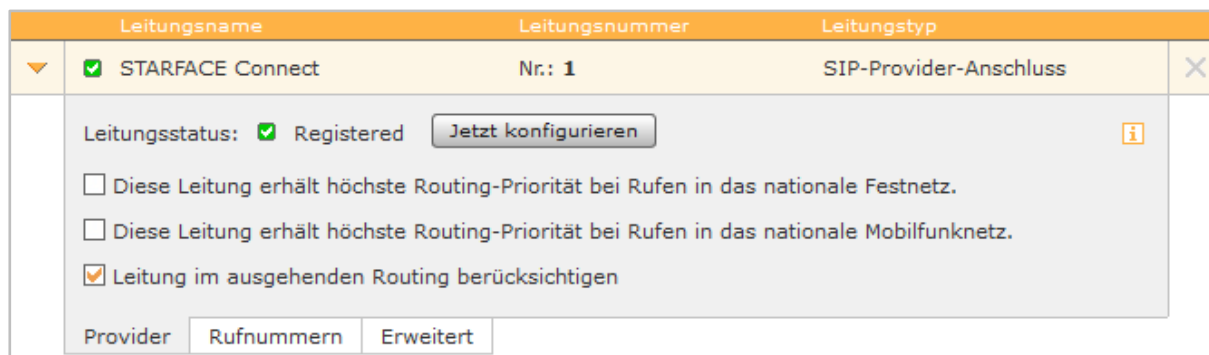 Leitungsname Leitungsnummer Leitungstyp
STARFACE Connect Nr.: 1 SIP-Provider-Anschluss
Leitungsstatus: Registered Jetzt konfigurieren
Diese Leitung erhält höchste Routing-Priorität bei Rufen in das nationale Festnetz.
Diese Leitung erhält höchste Routing-Priorität bei Rufen in das nationale Mobilfunknetz.
Leitung im ausgehenden Routing berücksichtigen
Provider Rufnummern Erweitert